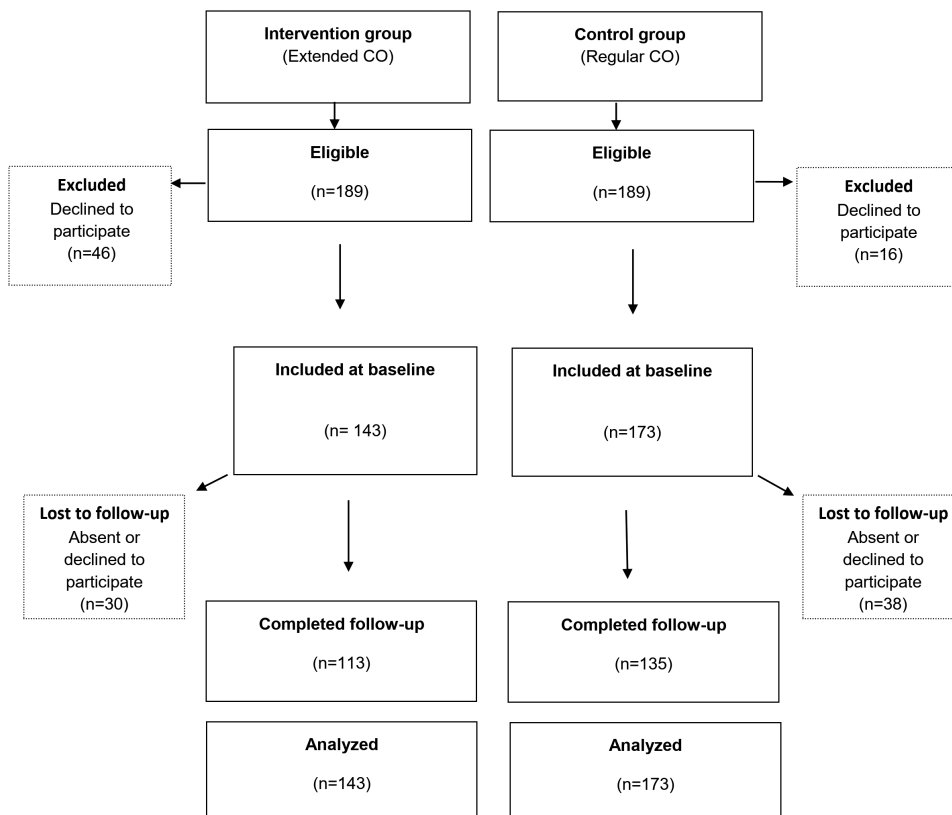 Intervention group
(Extended CO)
Control group
(Regular CO)
Eligible
(n=189)
Eligible
(n=189)
Excluded
Declined to
participate
(n=46)
Excluded
Declined to
participate
(n=16)
Included at baseline
(n= 143)
Included at baseline
(n=173)
Lost to follow-up
Absent or
declined to
participate
(n=30)
Lost to follow-up
Absent or
declined to
participate
(n=38)
Completed follow-up
(n=113)
Completed follow-up
(n=135)
Analyzed
(n=143)
Analyzed
(n=173)